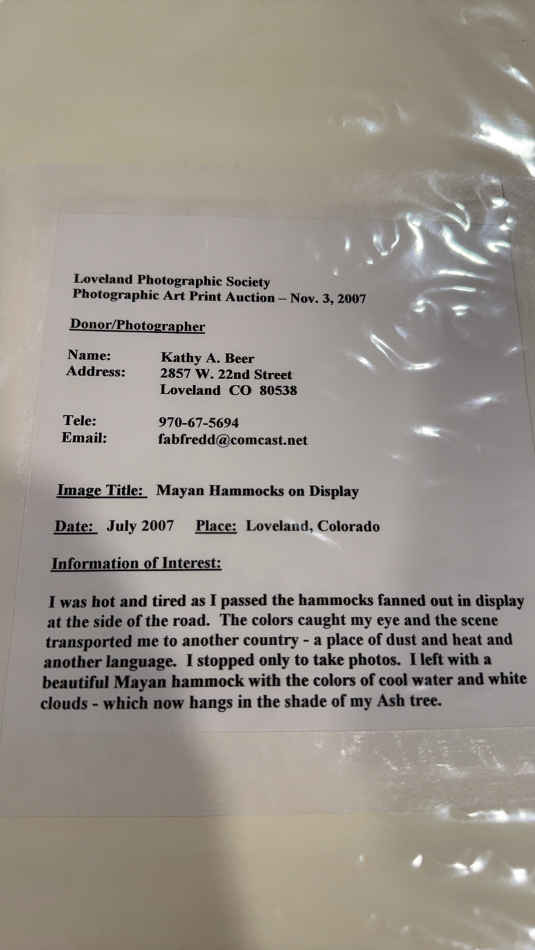 Loveland Photographic Society
Photographic Art Print Auction – Nov. 3, 2007
Donor/Photographer
Name: Kathy A. Beer
Address: 2857 W. 22nd Street
Loveland CO 80538
Tele: 970-67-5694
Email: fabfredd@comcast.net
Image Title: Mayan Hammocks on Display
Date: July 2007 Place: Loveland, Colorado
Information of Interest:
I was hot and tired as I passed the hammocks fanned out in display
at the side of the road. The colors caught my eye and the scene
transported me to another country - a place of dust and heat and
another language. I stopped only to take photos. I left with a
beautiful Mayan hammock with the colors of cool water and white
clouds - which now hangs in the shade of my Ash tree.